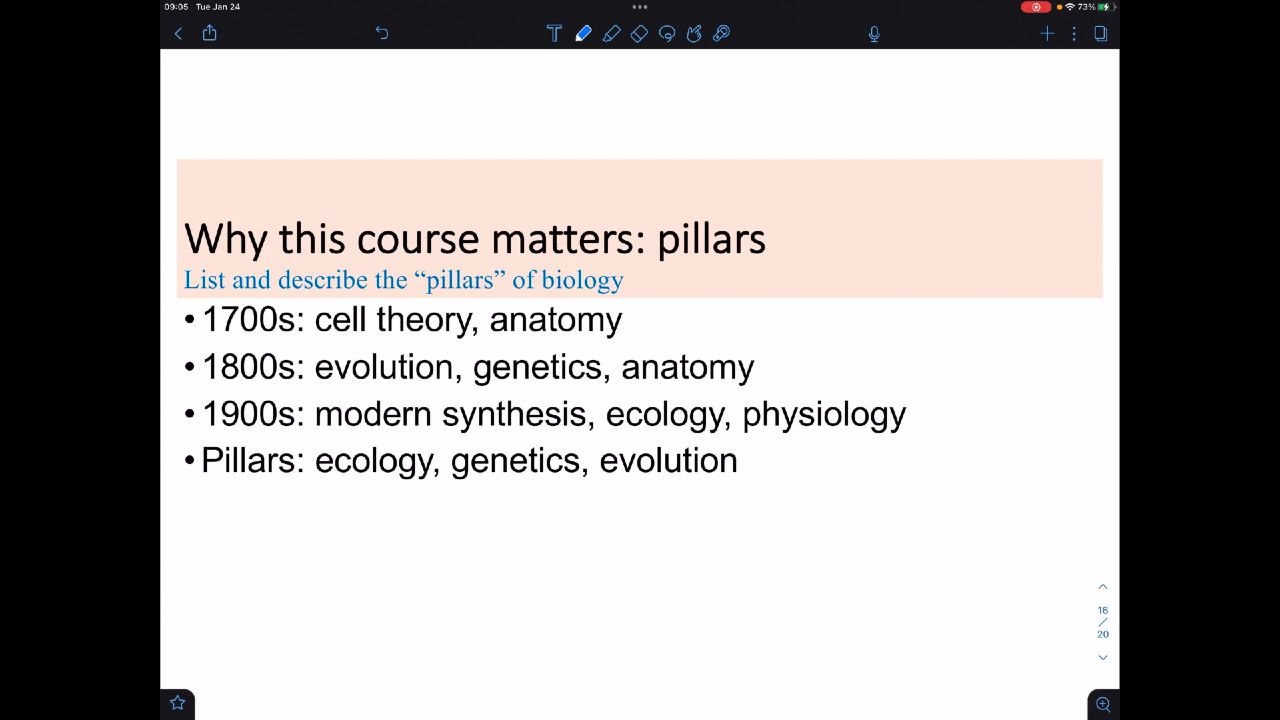 09:05 Tue Jan 24
73%
T
Why this course matters: pillars
List and describe the “pillars” of biology
• 1700s: cell theory, anatomy
• 1800s: evolution, genetics, anatomy
• 1900s: modern synthesis, ecology, physiology
• Pillars: ecology, genetics, evolution
16
/
20